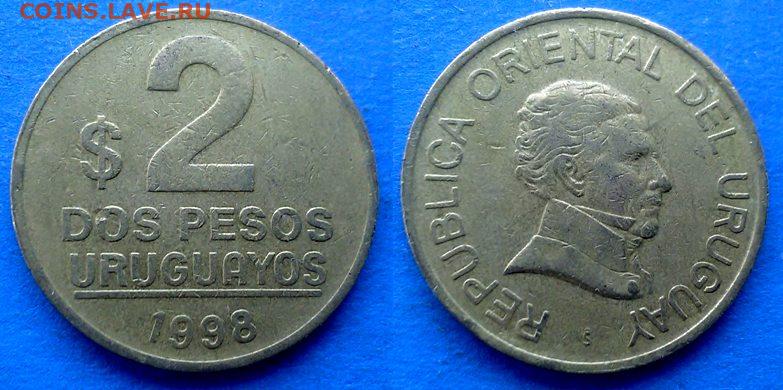 COINS.LAVE.RU
$ 2
DOS PESOS
URUGUAYOS
1998
REPUBLICA ORIENTAL DEL URUGUAY
S